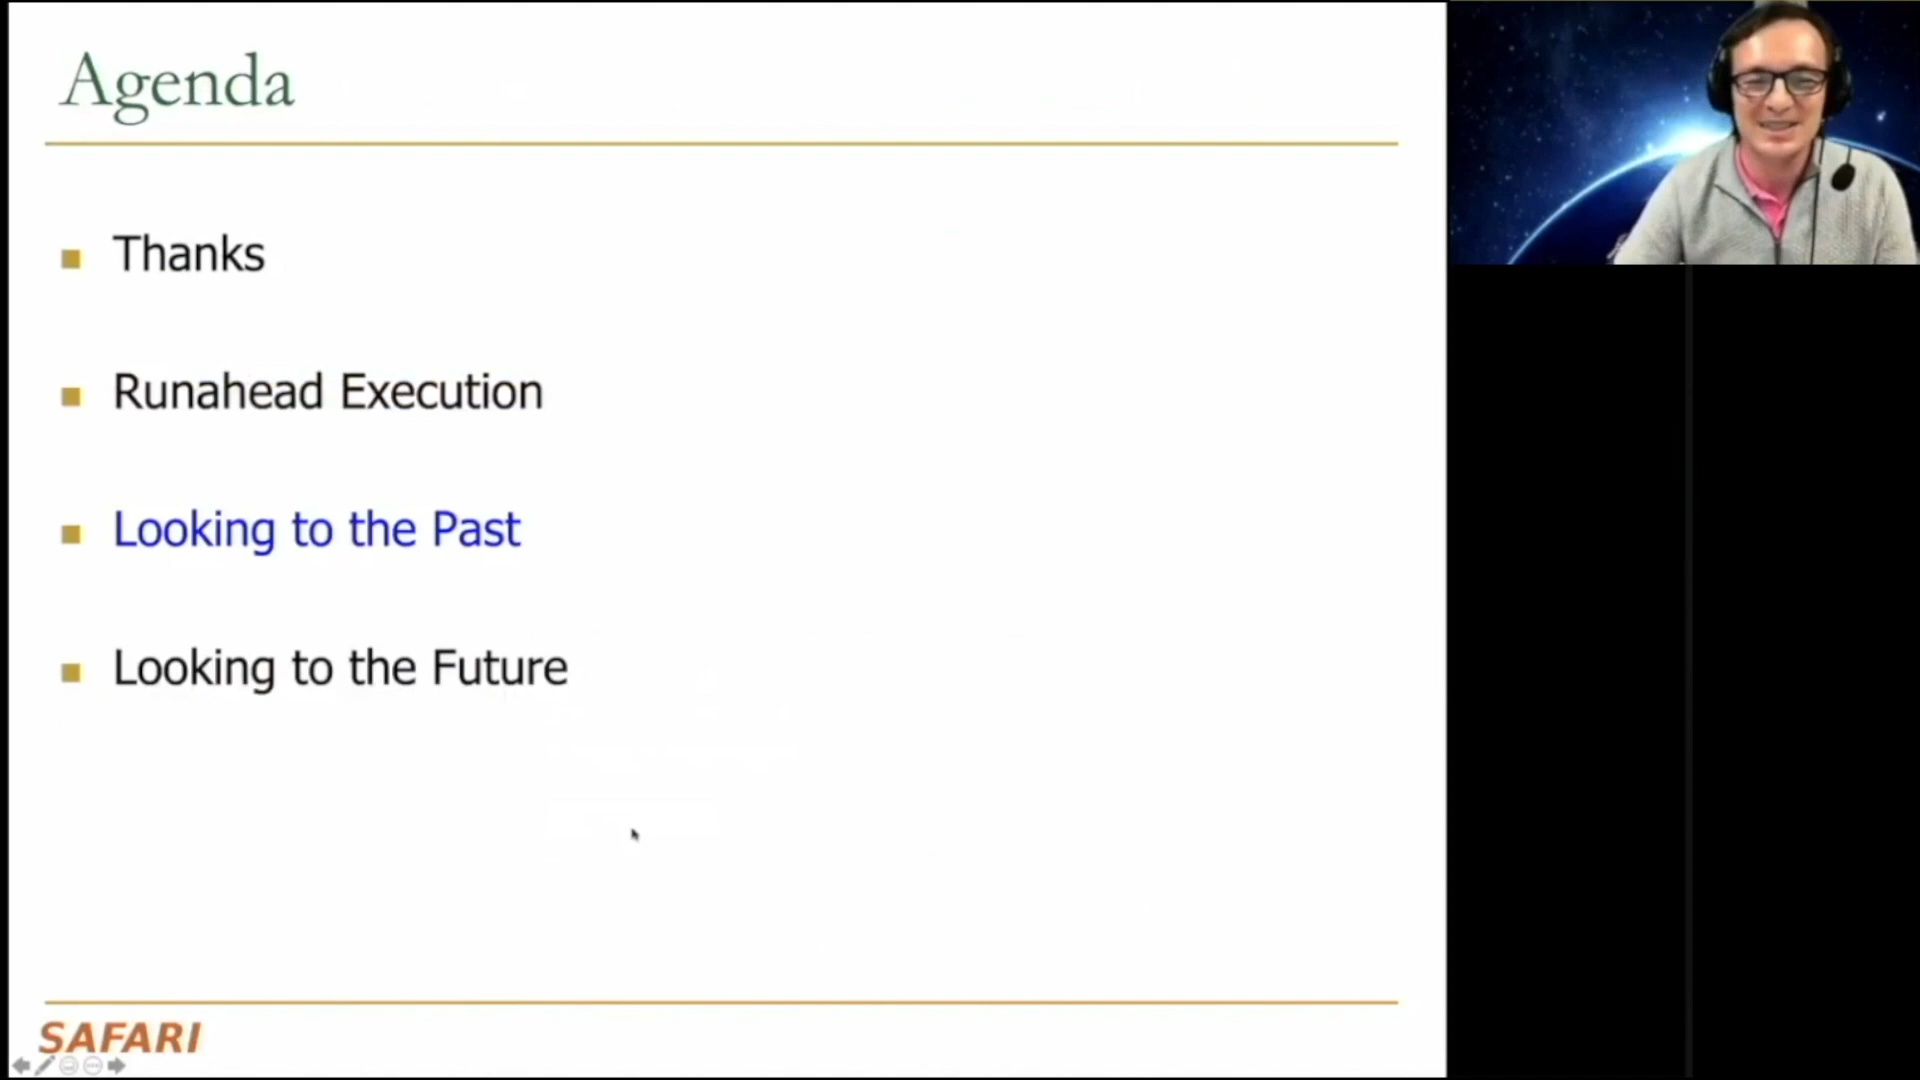 Agenda
Thanks
Runahead Execution
Looking to the Past
Looking to the Future
SAFARI